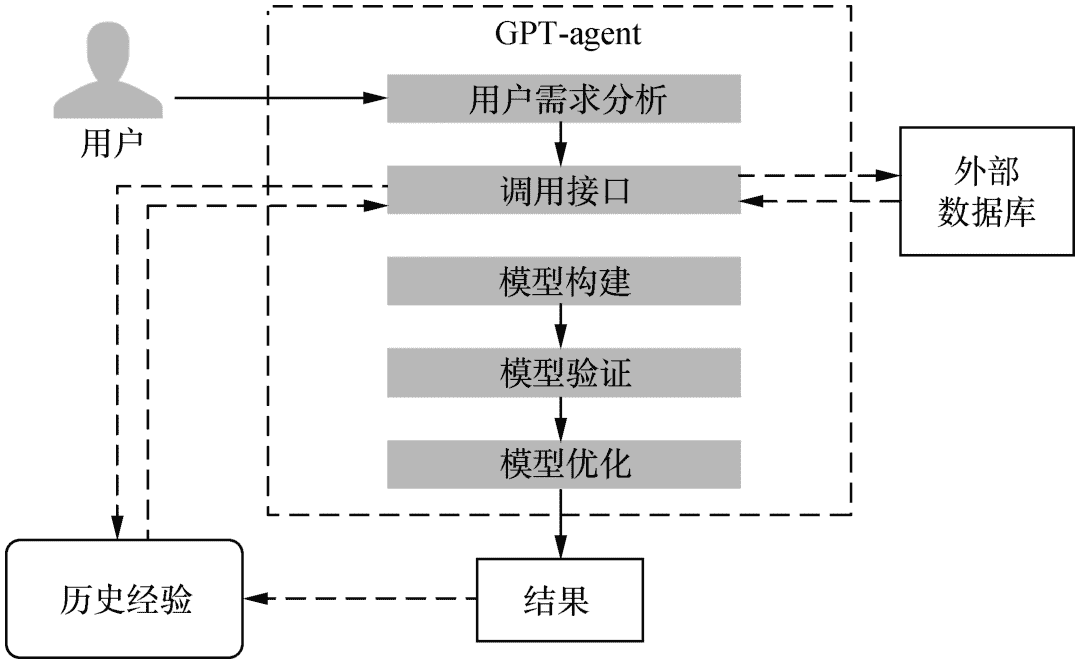 GPT-agent
用户需求分析
用户
调用接口
外部
数据库
模型构建
模型验证
模型优化
历史经验
结果